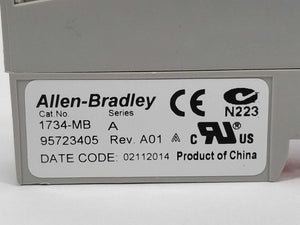 Allen-Bradley
Cat No. Series
1734-MB A
95723405 Rev. A01
DATE CODE: 02112014
CE
N223
c RU US
Product of China